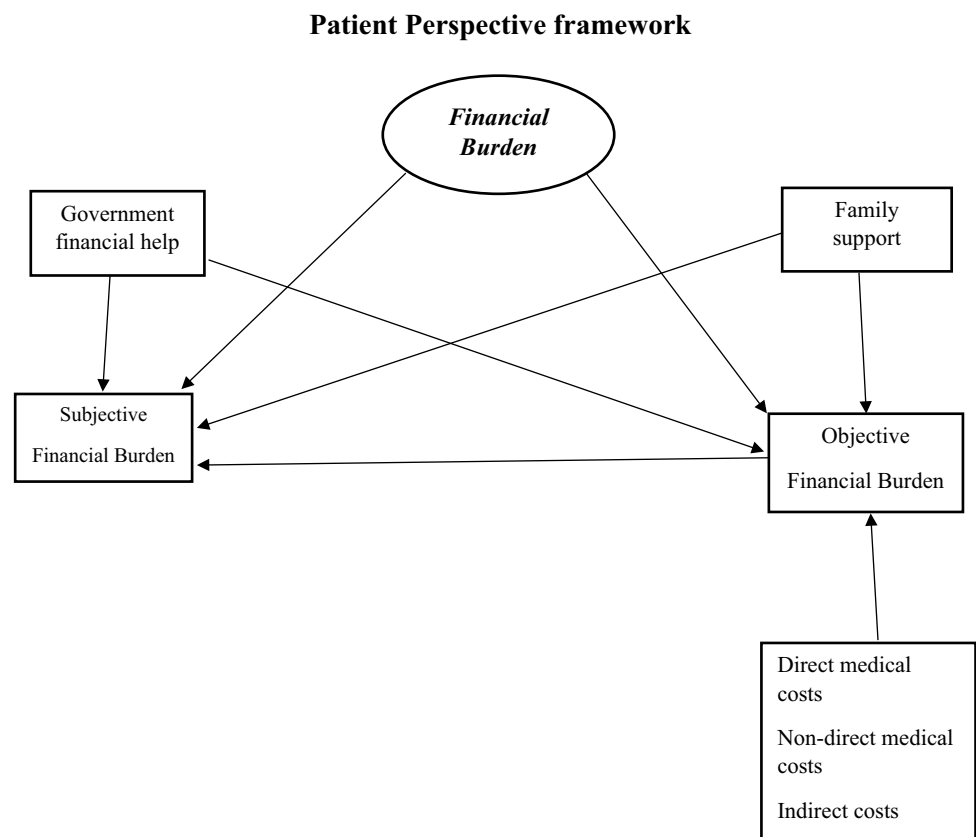 Patient Perspective framework
Financial
Burden
Government
financial help
Family
support
Subjective
Financial Burden
Objective
Financial Burden
Direct medical
costs
Non-direct medical
costs
Indirect costs